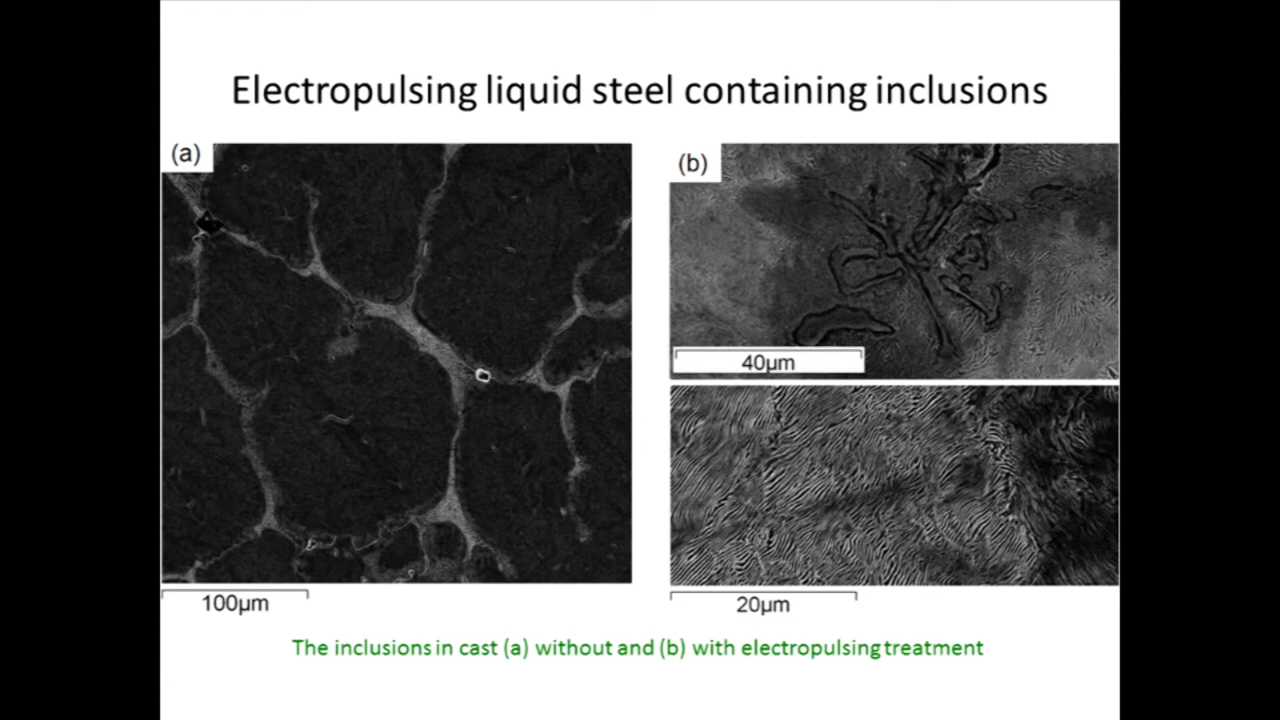 Electropulsing liquid steel containing inclusions
(a)
(b)
40μm
100μm
20μm
The inclusions in cast (a) without and (b) with electropulsing treatment